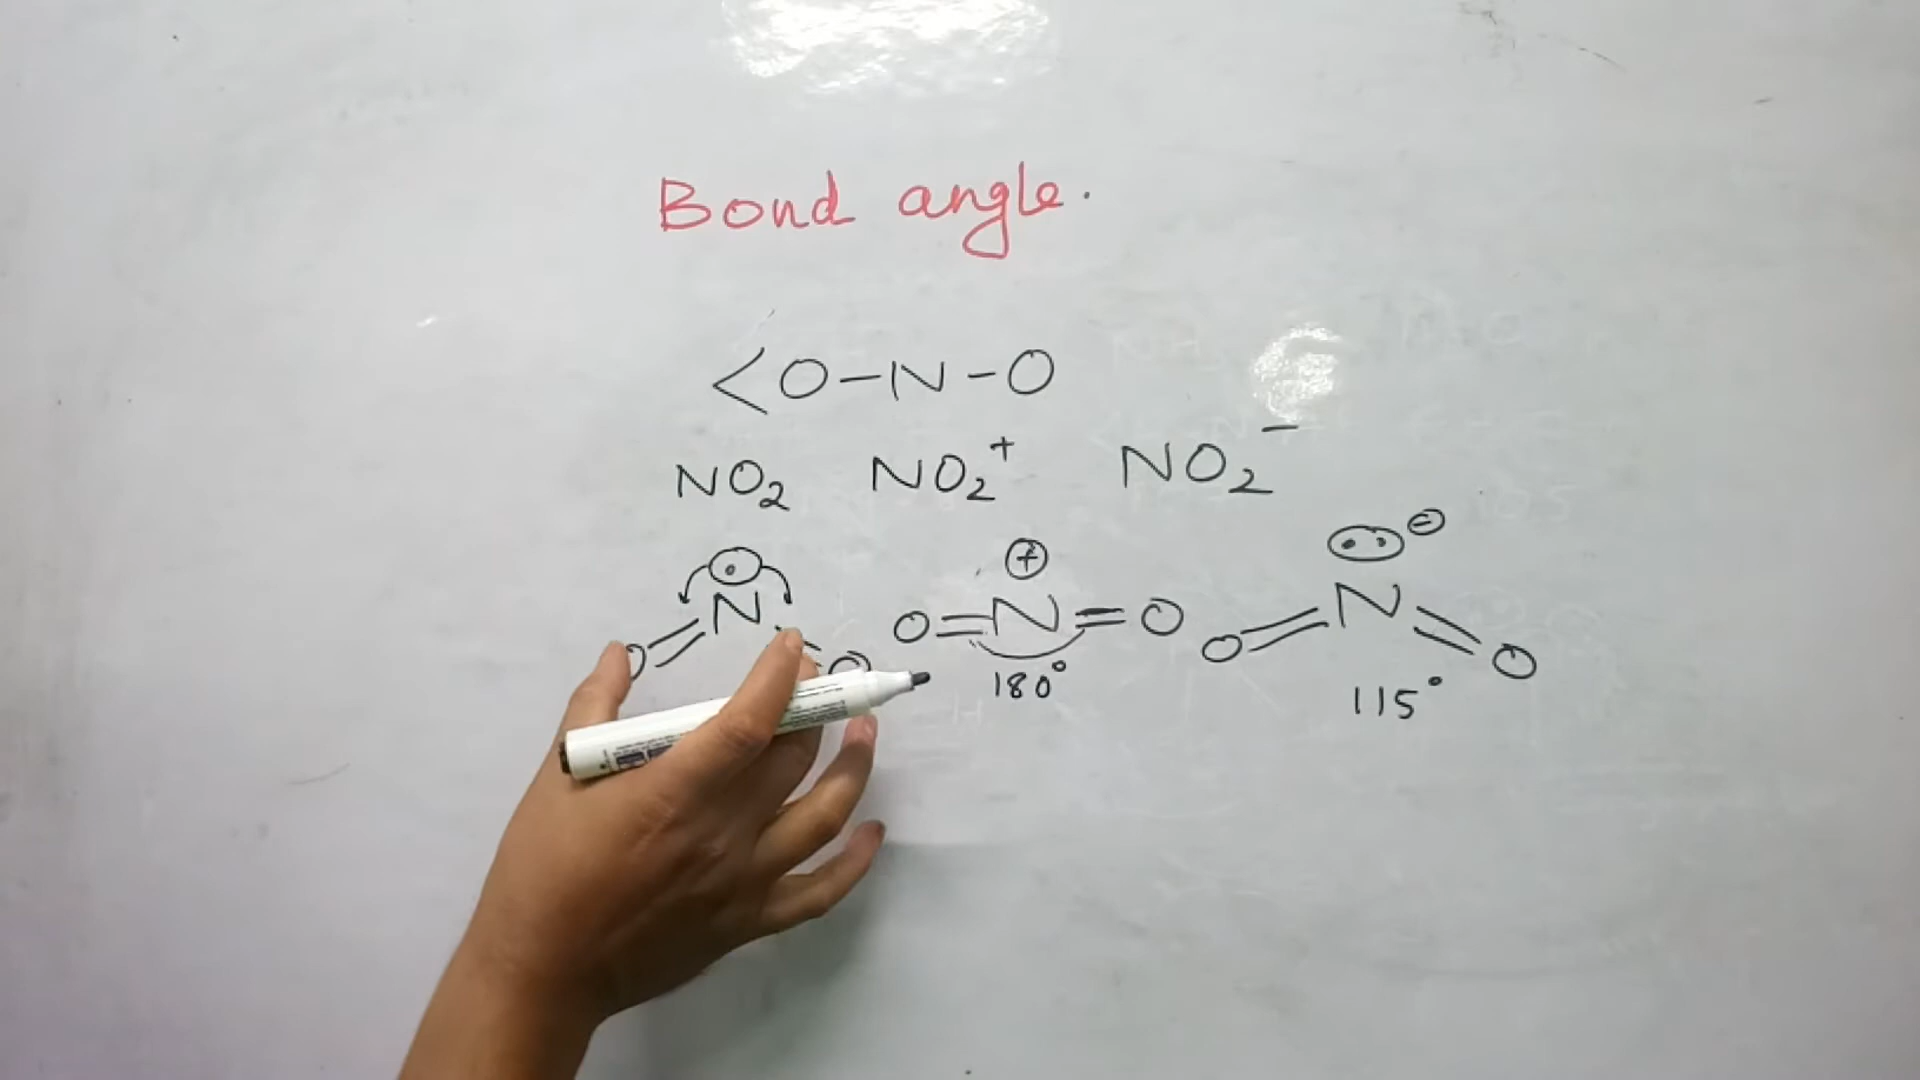 Bond angle.
<O-N-O
NO2 NO2+ NO2-
N O=N=O + O=N=O -
O O 180° 115°